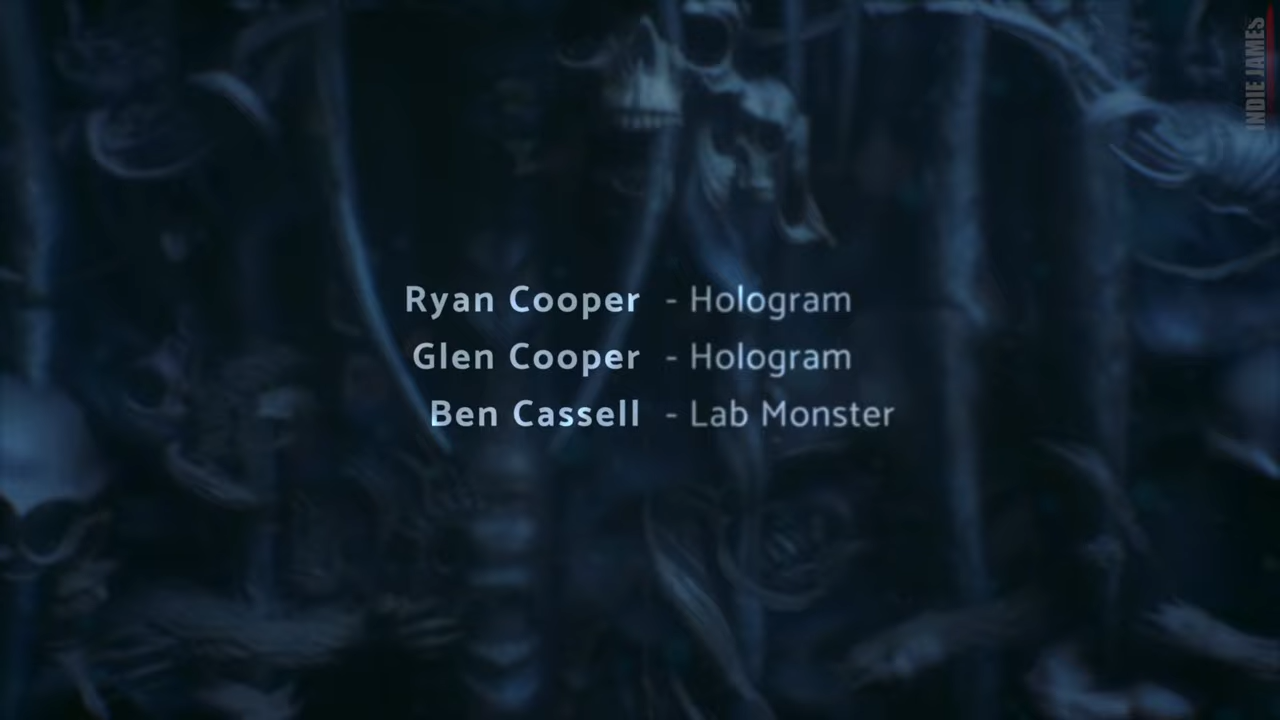 Ryan Cooper - Hologram
Glen Cooper - Hologram
Ben Cassell - Lab Monster
INDIE JAMES